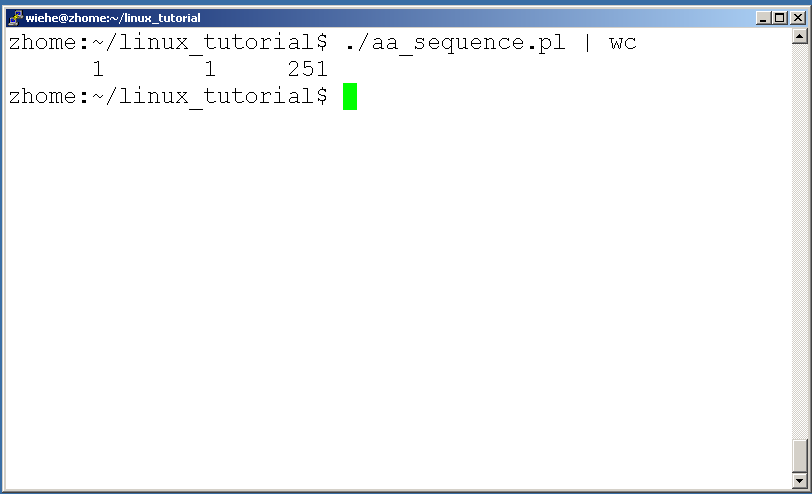 wiehe@zhome:~/linux_tutorial
zhome:~/linux_tutorial$ ./aa_sequence.pl | wc
      1       1     251
zhome:~/linux_tutorial$